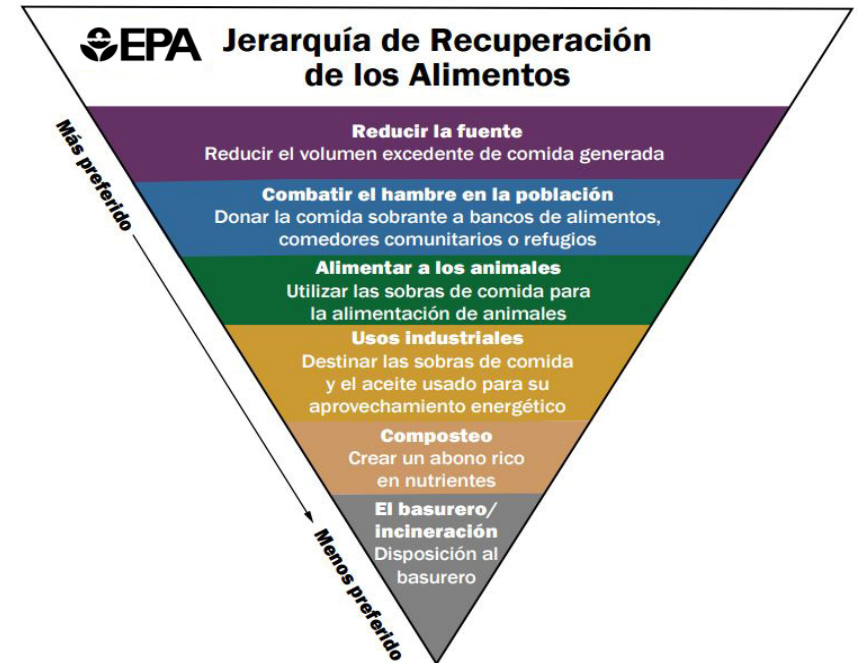 EPA Jerarquía de Recuperación
de los Alimentos
Más preferido
Reducir la fuente
Reducir el volumen excedente de comida generada
Combatir el hambre en la población
Donar la comida sobrante a bancos de alimentos,
comedores comunitarios o refugios
Alimentar a los animales
Utilizar las sobras de comida para
la alimentación de animales
Usos industriales
Destinar las sobras de comida
y el aceite usado para su
aprovechamiento energético
Composteo
Crear un abono rico
en nutrientes
El basurero/
incineración
Disposición al
basurero
Menos preferido